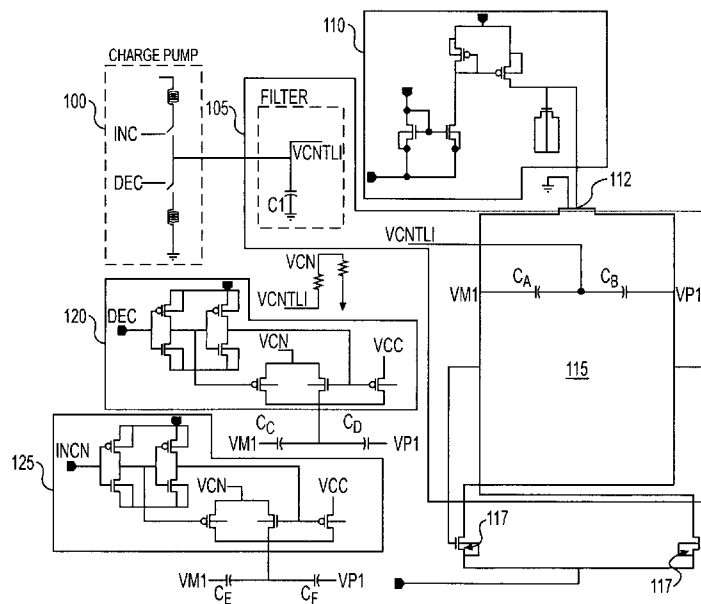 110
CHARGE PUMP
100
INC
DEC
105
FILTER
VCNTLI
C1
112
VCNTLI
VCN
VCNTLI
VM1
CA
CB
VP1
115
120
DEC
VCN
VCC
CC
CD
VM1
VP1
125
INCN
VCN
VCC
VM1
CE
CF
VP1
117
117